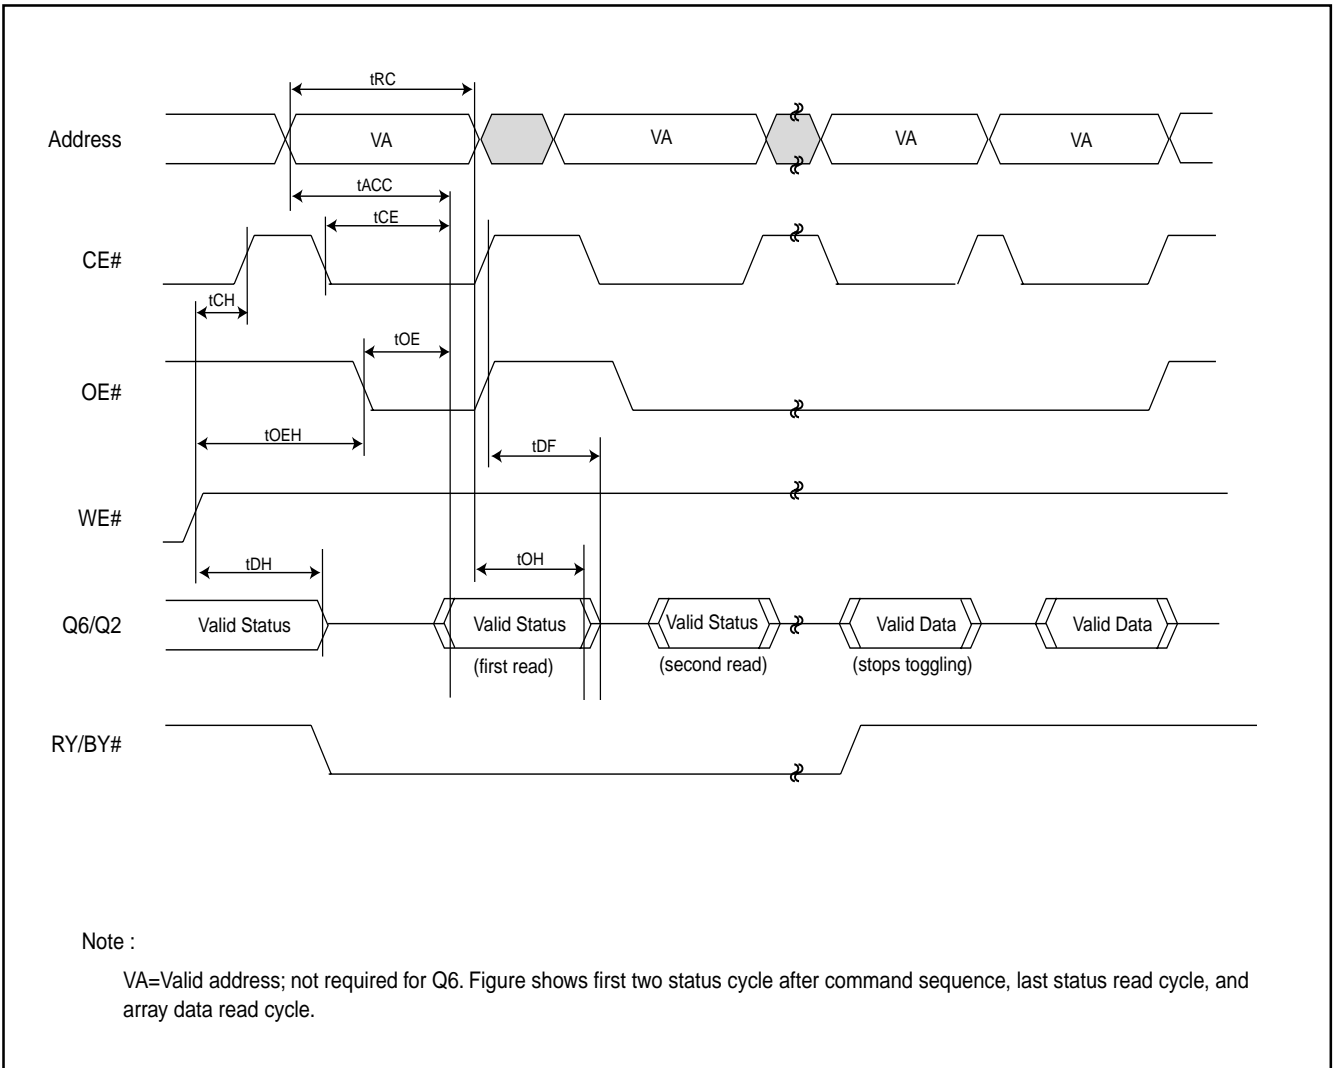 tRC
Address VA VA VA VA
tACC
tCE
CE#
tCH
tOE
OE#
tOEH
tDF
WE#
tDH tOH
Q6/Q2 Valid Status Valid Status Valid Status Valid Data Valid Data
(first read) (second read) (stops toggling)
RY/BY#
Note :
VA=Valid address; not required for Q6. Figure shows first two status cycle after command sequence, last status read cycle, and
array data read cycle.